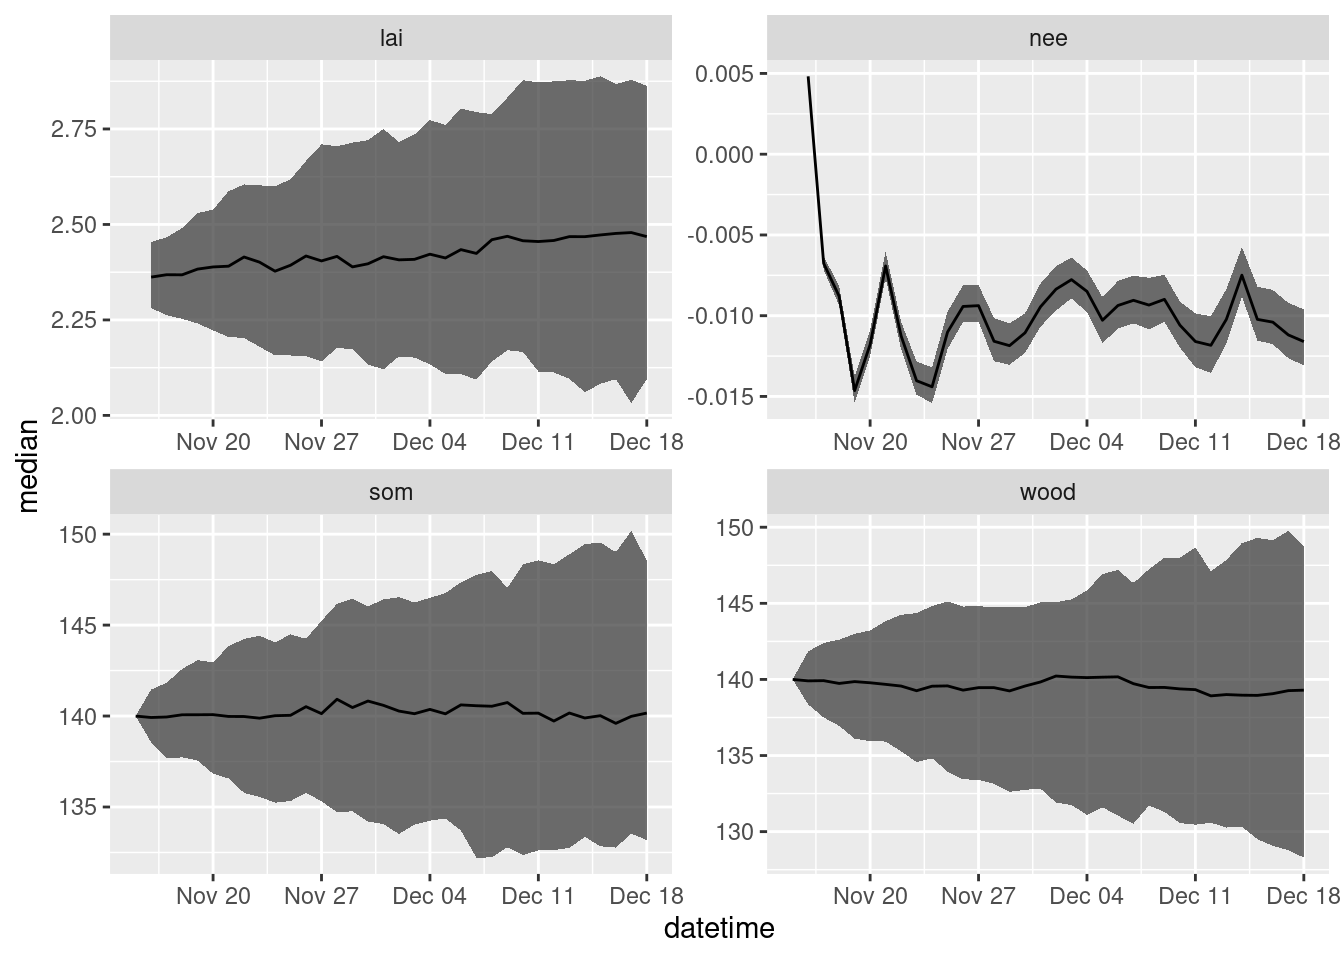 lai
nee
2.75
2.50
2.25
2.00
0.005
0.000
-0.005
-0.010
-0.015
Nov 20 Nov 27 Dec 04 Dec 11 Dec 18
Nov 20 Nov 27 Dec 04 Dec 11 Dec 18
median
som
wood
150
145
140
135
150
145
140
135
130
Nov 20 Nov 27 Dec 04 Dec 11 Dec 18
Nov 20 Nov 27 Dec 04 Dec 11 Dec 18
datetime